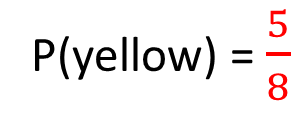 P(yellow) = 5/8